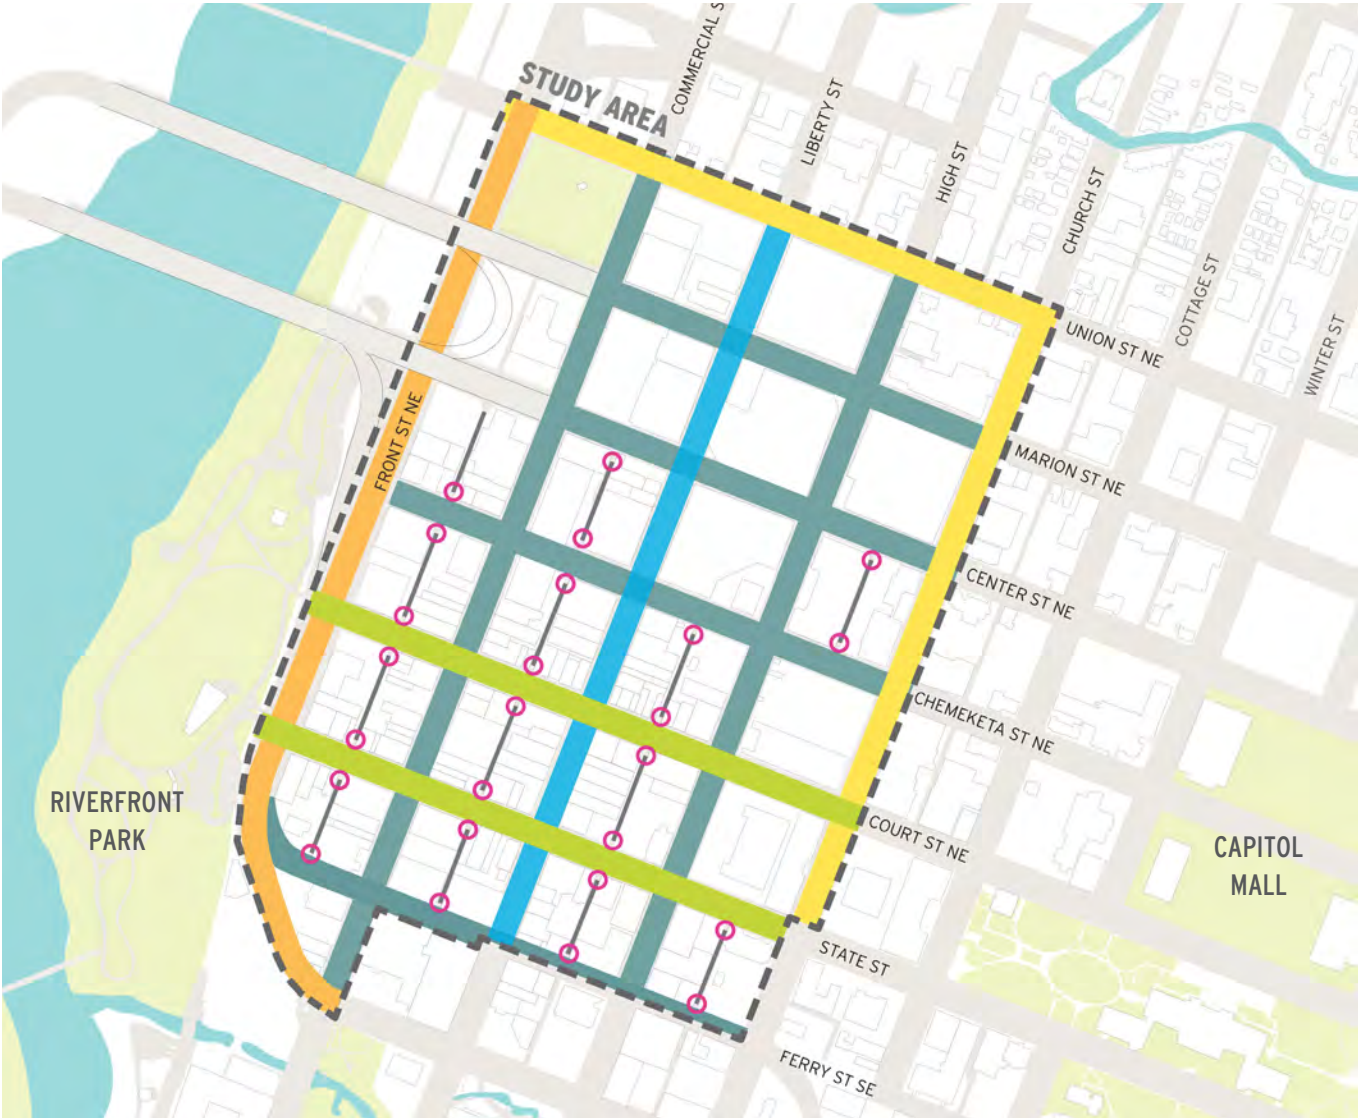 STUDY AREA
COMMERCIAL S
LIBERTY ST
HIGH ST
CHURCH ST
COTTAGE ST
WINTER ST
UNION ST NE
MARION ST NE
FRONT ST NE
CENTER ST NE
CHEMEKETA ST NE
COURT ST NE
RIVERFRONT
PARK
CAPITOL
MALL
STATE ST
FERRY ST SE